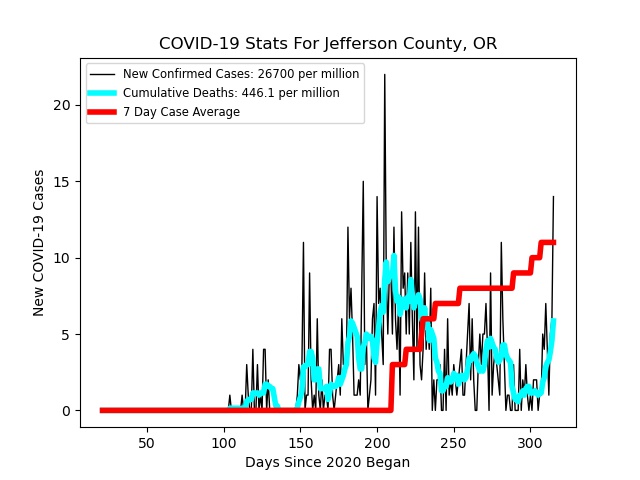 COVID-19 Stats For Jefferson County, OR
New Confirmed Cases: 26700 per million
Cumulative Deaths: 446.1 per million
7 Day Case Average
New COVID-19 Cases
20
15
10
5
0
50 100 150 200 250 300
Days Since 2020 Began